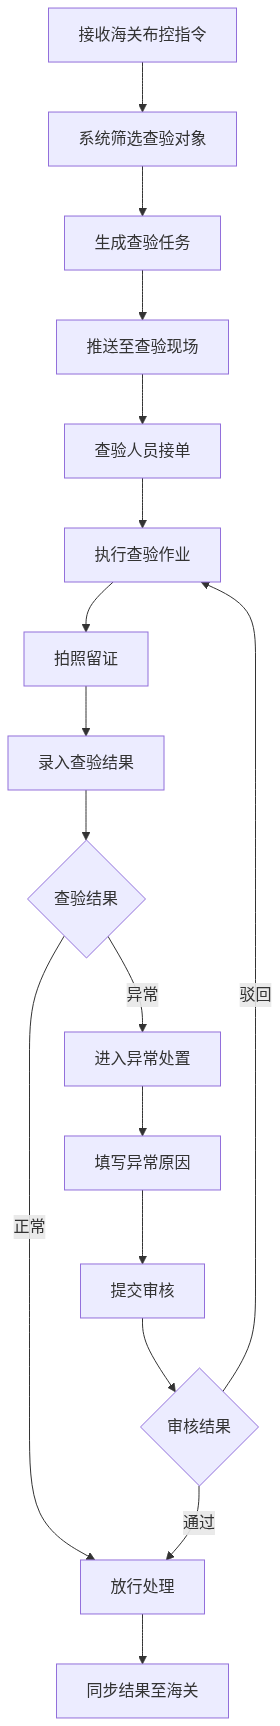 接收海关布控指令
系统筛选查验对象
生成查验任务
推送至查验现场
查验人员接单
执行查验作业
拍照留证
录入查验结果
查验结果
异常
驳回
进入异常处置
填写异常原因
正常
提交审核
审核结果
通过
放行处理
同步结果至海关